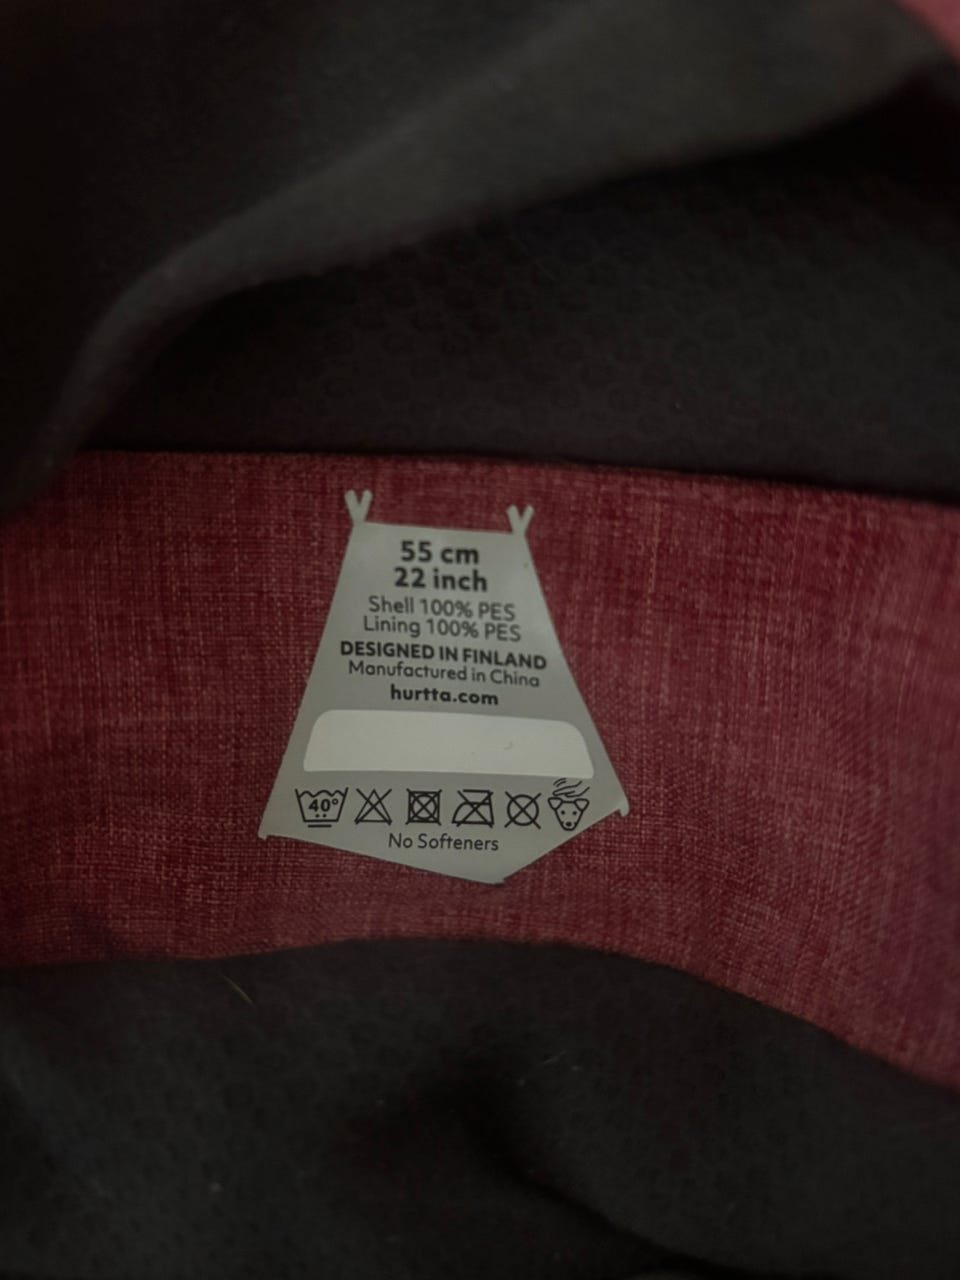 55 cm
22 inch
Shell 100% PES
Lining 100% PES
DESIGNED IN FINLAND
Manufactured in China
hurtta.com
40°
No Softeners